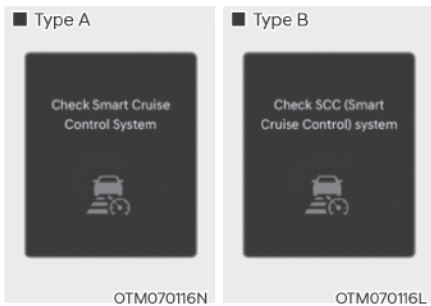 ■ Type A
Check Smart Cruise
Control System
OTM070116N
■ Type B
Check SCC (Smart
Cruise Control) system
OTM070116L